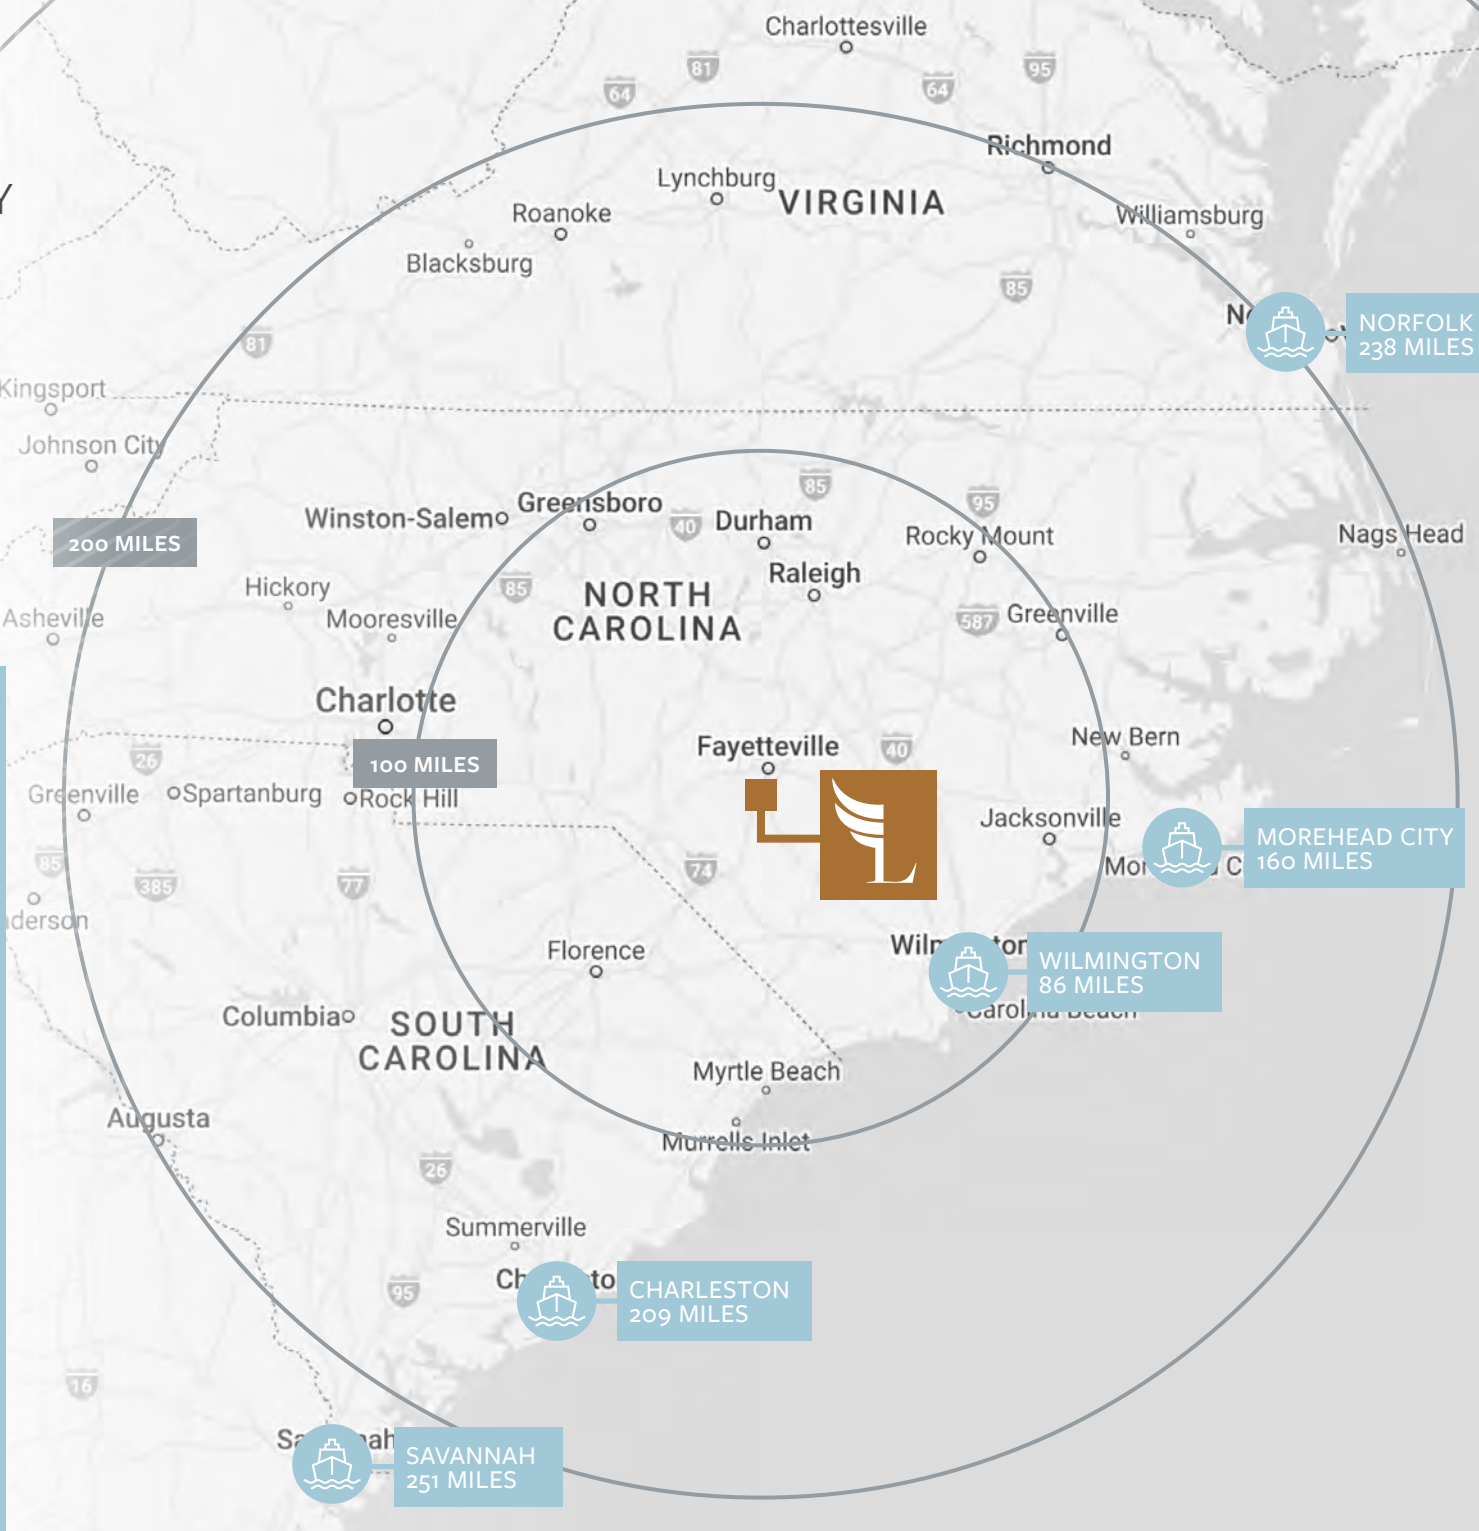 Charlottesville
81
95
64
64
Richmond
Y
Lynchburg
VIRGINIA
Roanoke
Williamsburg
Blacksburg
85
NORFOLK
238 MILES
81
Kingsport
Johnson City
85
95
Greensboro
Winston-Salem
40
Durham
Rocky Mount
Nags Head
200 MILES
Raleigh
Hickory
85
NORTH
CAROLINA
Asheville
Mooresville
587
Greenville
Charlotte
New Bern
Fayetteville
40
26
100 MILES
Greenville
Spartanburg
Rock Hill
L
Jacksonville
MOREHEAD CITY
160 MILES
85
385
77
74
Florence
WILMINGTON
86 MILES
Carolina Beach
Columbia
SOUTH
CAROLINA
Myrtle Beach
Augusta
Murrells Inlet
26
Summerville
95
CHARLESTON
209 MILES
16
SAVANNAH
251 MILES